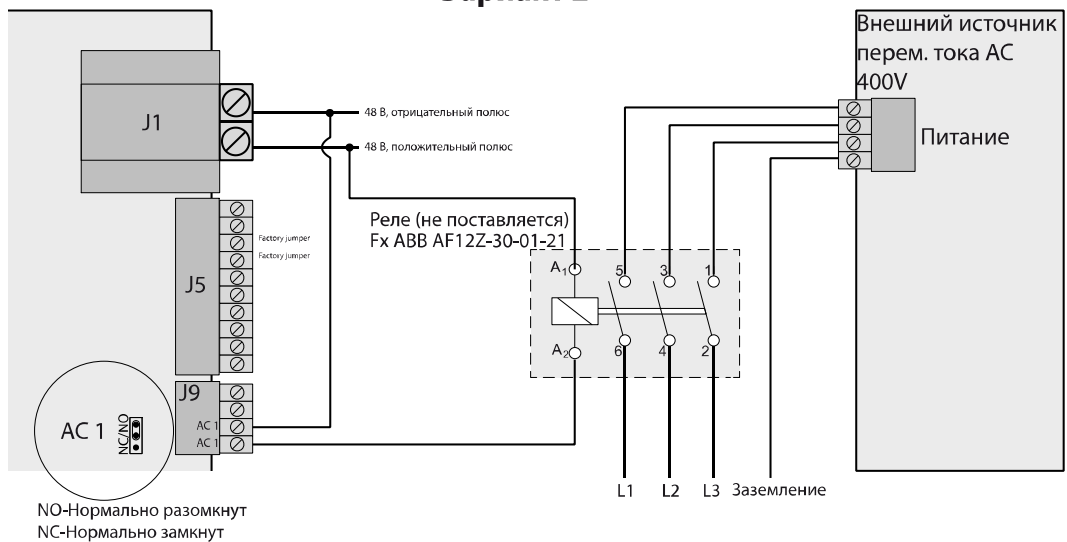 Внешний источник
перем. тока AC
400V
J1
48 В, отрицательный полюс
48 В, положительный полюс
Питание
Реле (не поставляется)
Fx ABB AF12Z-30-01-21
Factory jumper
Factory jumper
J5
A1
5
3
1
A2
6
4
2
J9
AC 1
AC 1
AC 1
NC/NO
L1
L2
L3
Заземление
NO-Нормально разомкнут
NC-Нормально замкнут